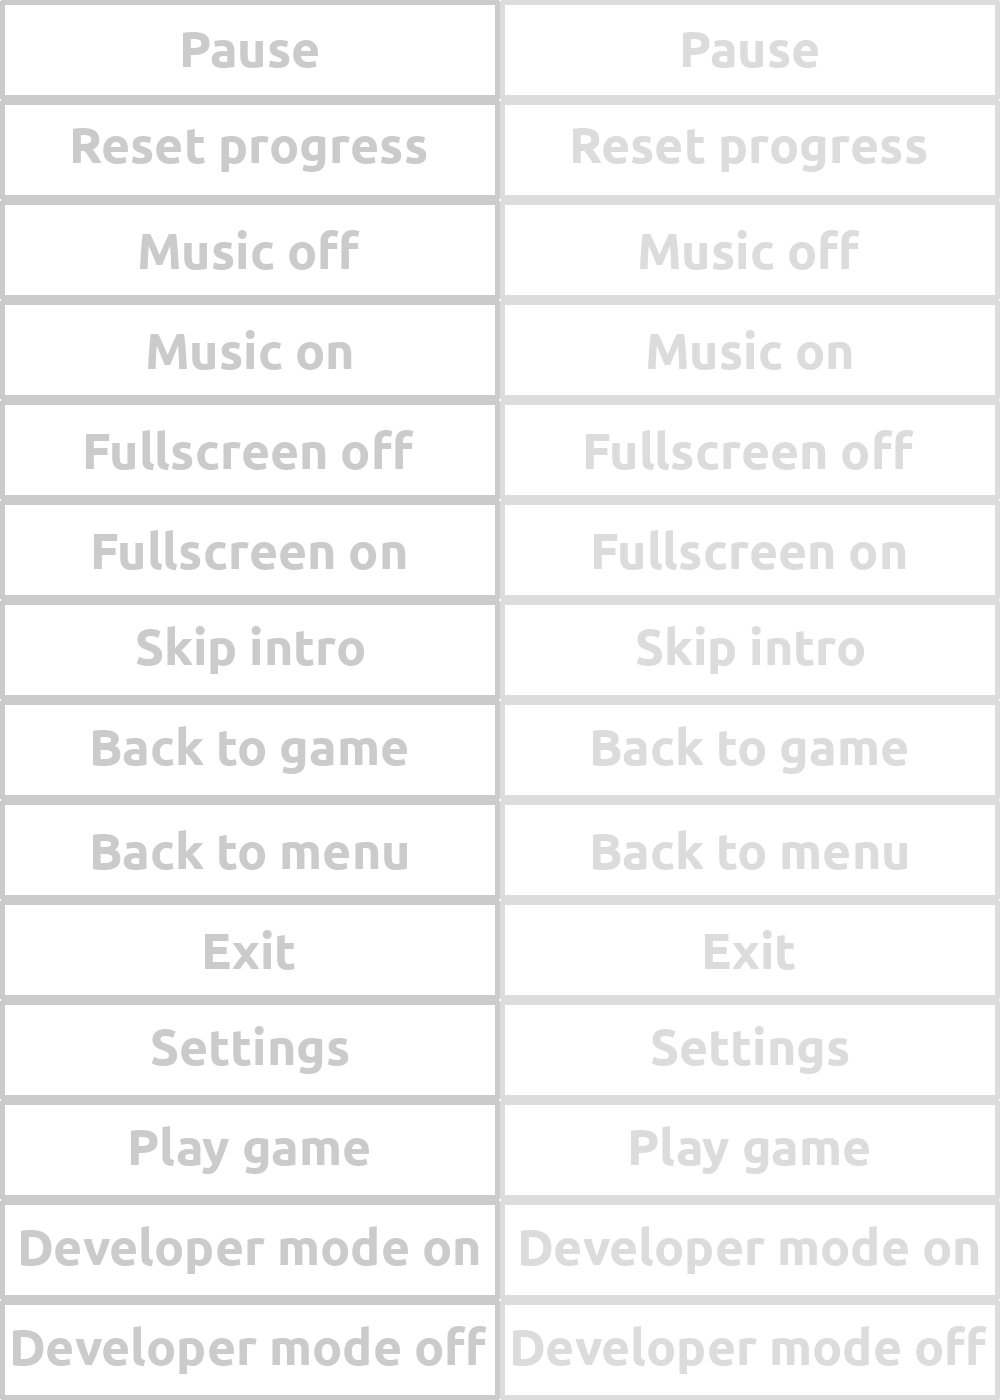 Pause Pause
Reset progress Reset progress
Music off Music off
Music on Music on
Fullscreen off Fullscreen off
Fullscreen on Fullscreen on
Skip intro Skip intro
Back to game Back to game
Back to menu Back to menu
Exit Exit
Settings Settings
Play game Play game
Developer mode on Developer mode on
Developer mode off Developer mode off